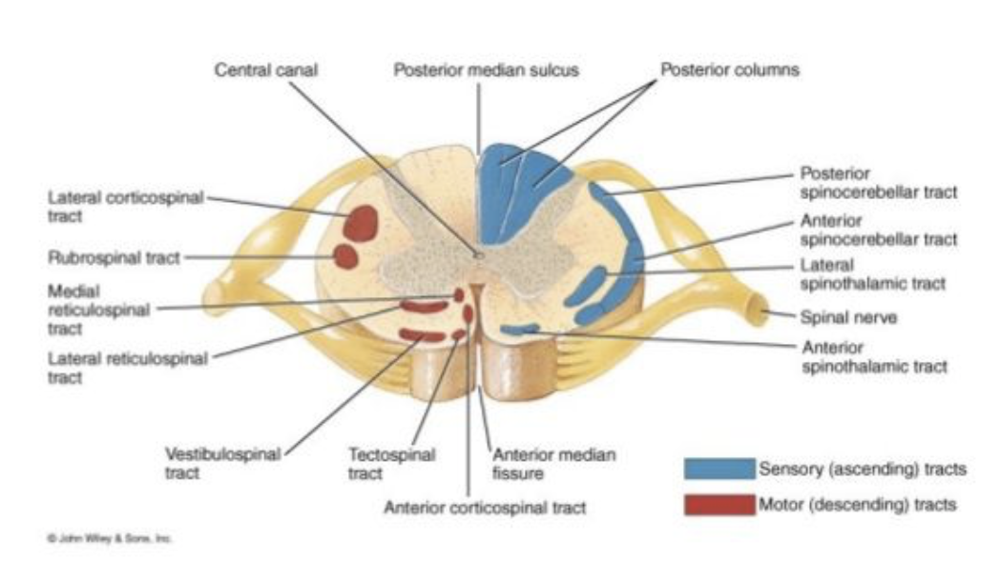 Central canal
Posterior median sulcus
Posterior columns
Lateral corticospinal
tract
Rubrospinal tract
Medial
reticulospinal
tract
Lateral reticulospinal
tract
Posterior
spinocerebellar tract
Anterior
spinocerebellar tract
Lateral
spinothalamic tract
Spinal nerve
Anterior
spinothalamic tract
Vestibulospinal
tract
Tectospinal
tract
Anterior median
fissure
Anterior corticospinal tract
Sensory (ascending) tracts
Motor (descending) tracts
© John Wiley & Sons, Inc.